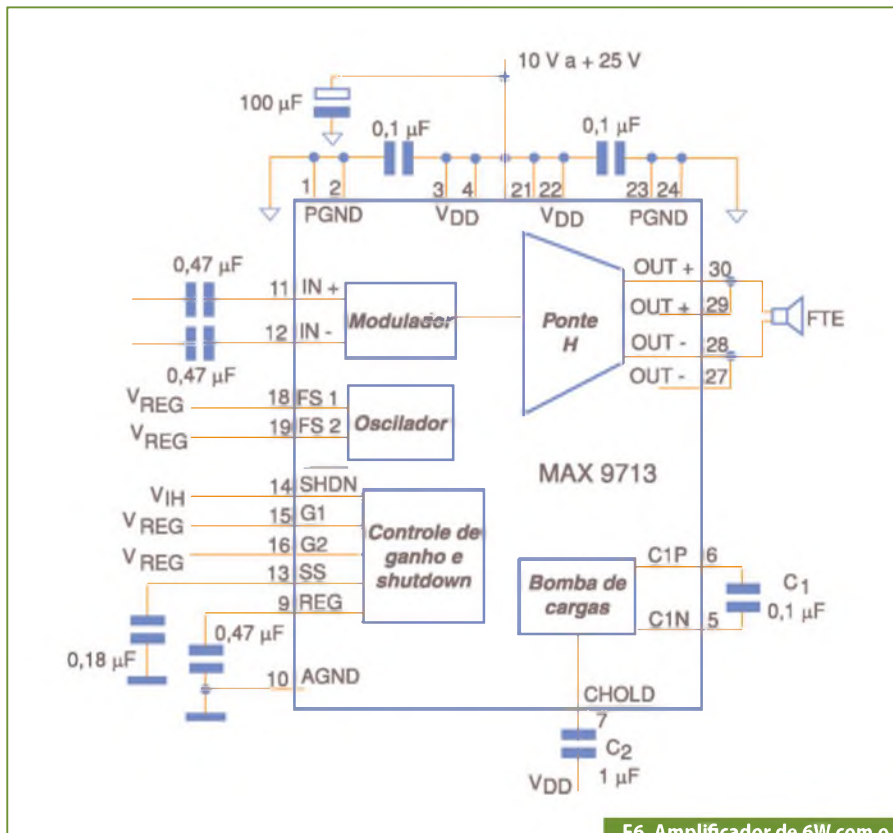 10 V a + 25 V
100 µF
0,1 µF
0,1 µF
1 2 3 4 21 22 23 24
PGND VDD VDD PGND
0,47 µF
11 IN +
12 IN -
0,47 µF
Modulador
Ponte H
OUT + 30
OUT + 29
OUT - 28
OUT - 27
FTE
VREG 18 FS 1
VREG 19 FS 2
Oscilador
MAX 9713
VIH 14 SHDN
VREG 15 G1
VREG 16 G2
13 SS
9 REG
Controle de
ganho e
shutdown
Bomba de
cargas
C1P 6
C1N 5
C1
0,1 µF
0,18 µF
0,47 µF
10 AGND
CHOLD
7
C2
1 µF
VDD
F6. Amplificador de 6W com o